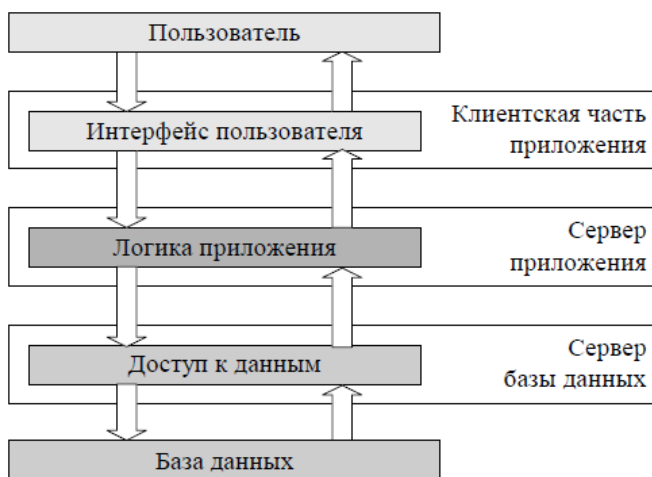 Пользователь
Интерфейс пользователя
Клиентская часть
приложения
Логика приложения
Сервер
приложения
Доступ к данным
Сервер
базы данных
База данных